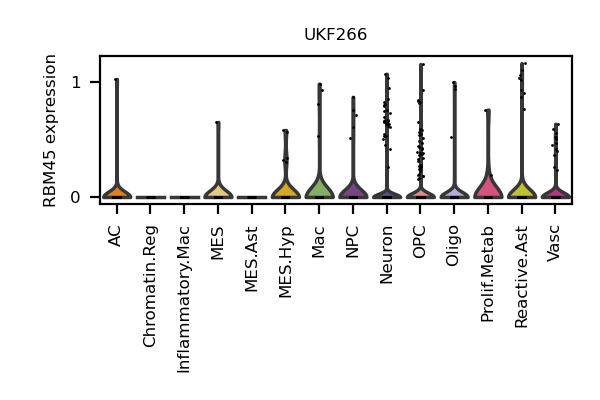 UKF266
RBM45 expression
1
0
AC
Chromatin.Reg
Inflammatory.Mac
MES
MES.Ast
MES.Hyp
Mac
NPC
Neuron
OPC
Oligo
Prolif.Metab
Reactive.Ast
Vasc